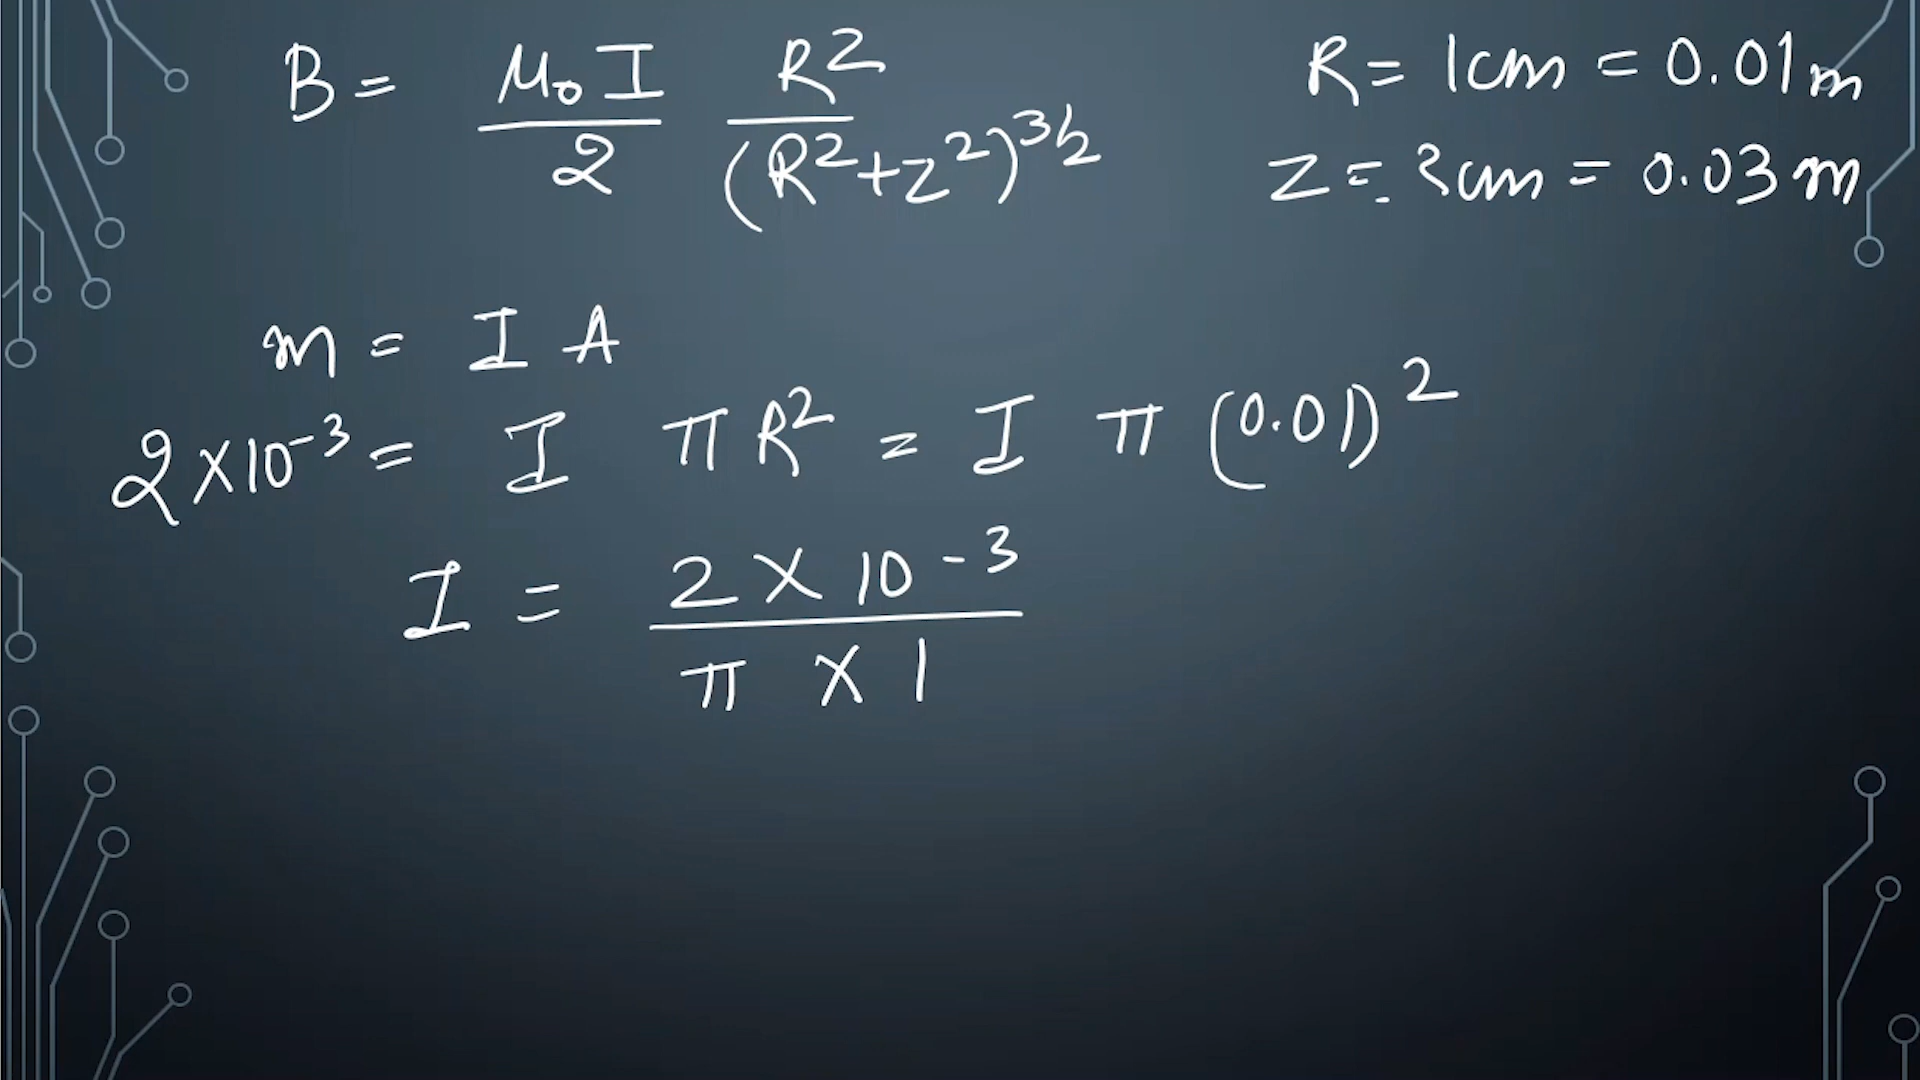 B = μ₀I/2 R²/(R²+z²)^3/2
R = 1cm = 0.01m
z = 3cm = 0.03m
m = I A
2×10⁻³ = I π R² = I π (0.01)²
I = 2 × 10⁻³ / π × 1